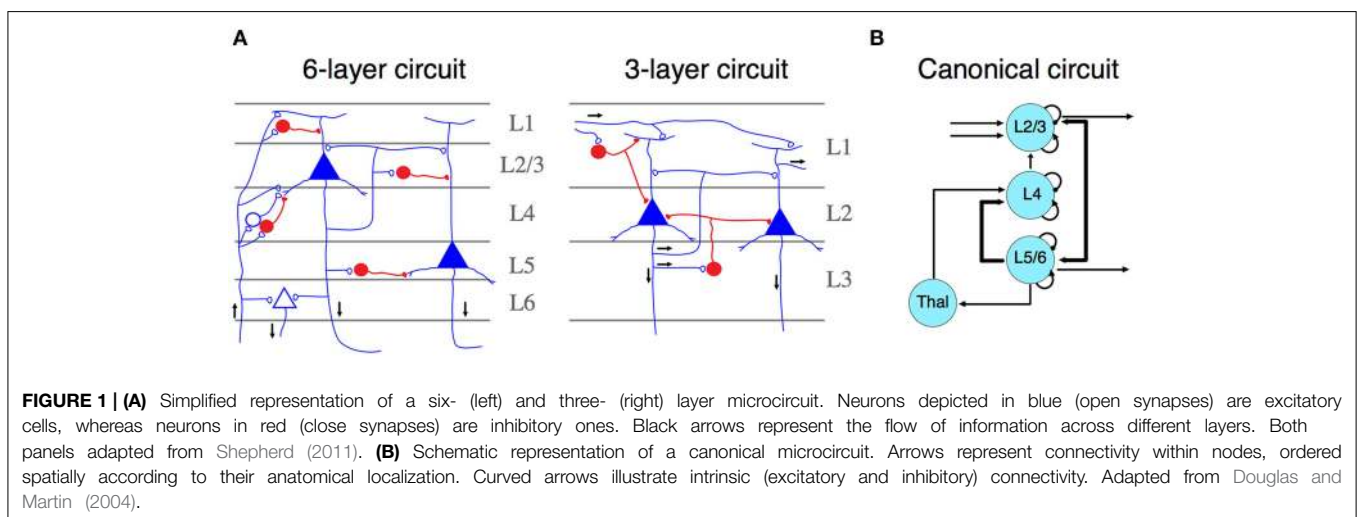 A
B
6-layer circuit
3-layer circuit
Canonical circuit
L1
L2/3
L4
L5
L6
L1
L2
L3
L2/3
L4
L5/6
Thal
FIGURE 1 | (A) Simplified representation of a six- (left) and three- (right) layer microcircuit. Neurons depicted in blue (open synapses) are excitatory
cells, whereas neurons in red (close synapses) are inhibitory ones. Black arrows represent the flow of information across different layers. Both
panels adapted from Shepherd (2011). (B) Schematic representation of a canonical microcircuit. Arrows represent connectivity within nodes, ordered
spatially according to their anatomical localization. Curved arrows illustrate intrinsic (excitatory and inhibitory) connectivity. Adapted from Douglas and
Martin (2004).